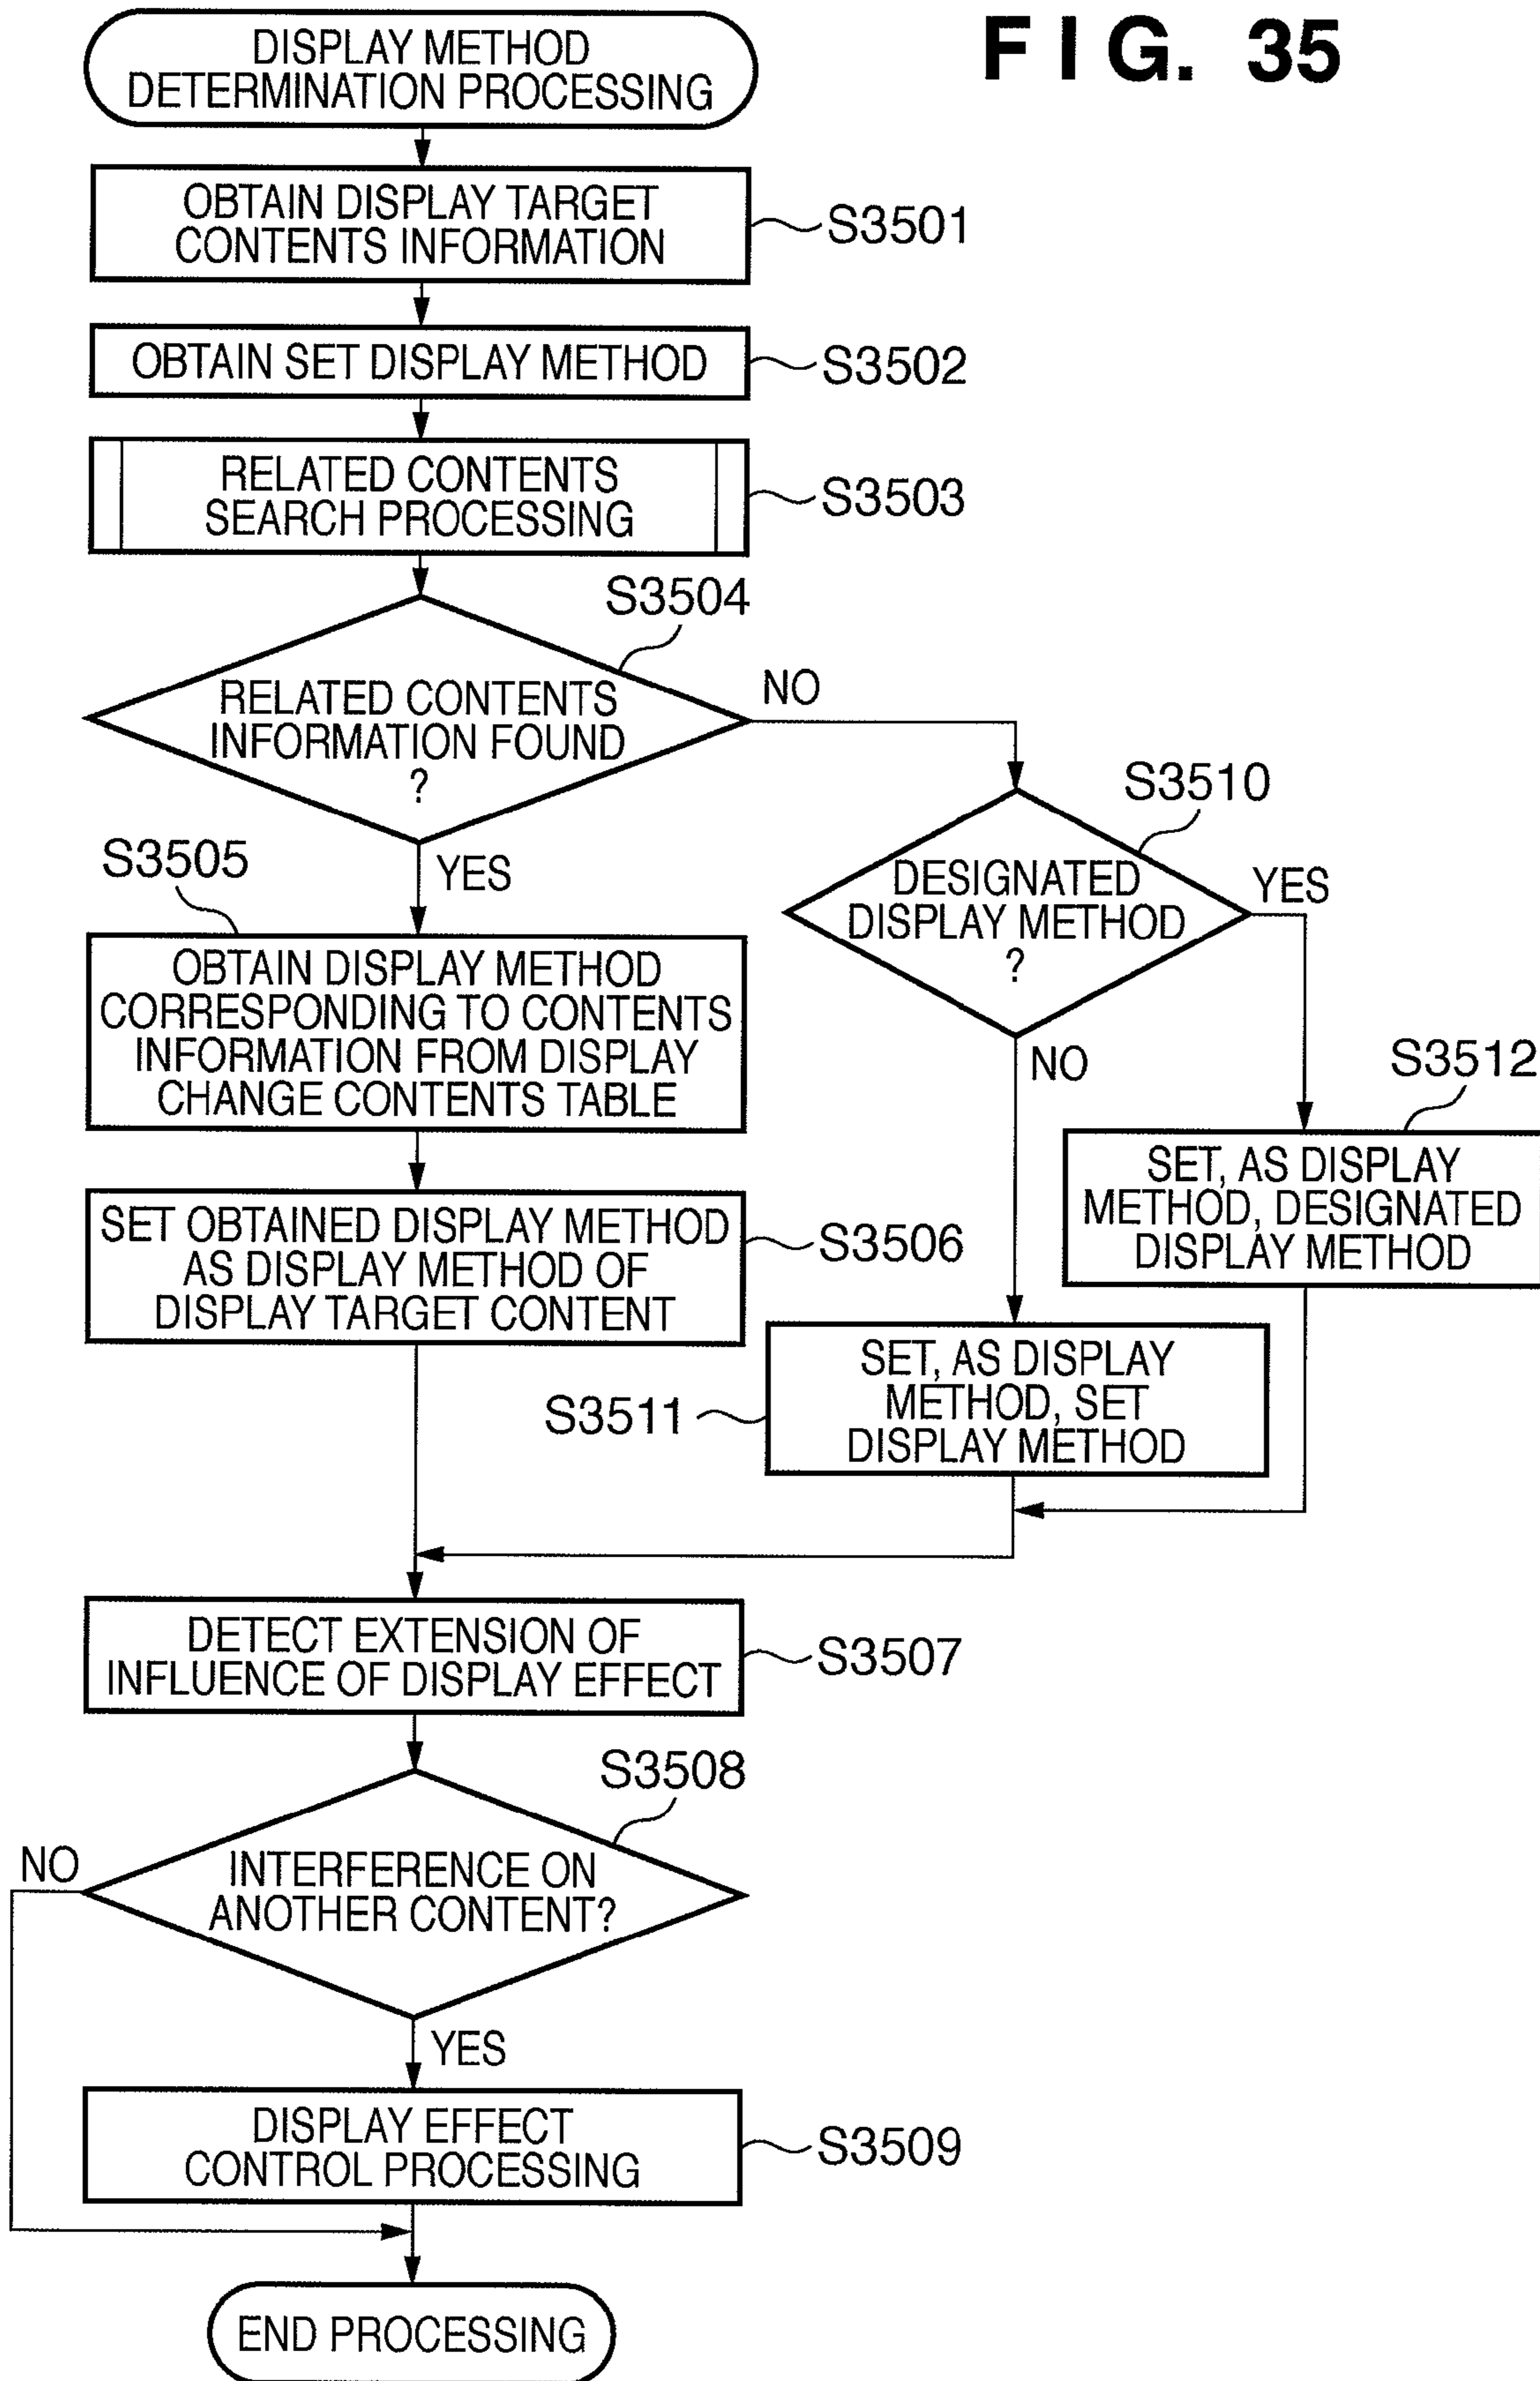 FIG. 35
DISPLAY METHOD
DETERMINATION PROCESSING
OBTAIN DISPLAY TARGET
CONTENTS INFORMATION
S3501
OBTAIN SET DISPLAY METHOD
S3502
RELATED CONTENTS
SEARCH PROCESSING
S3503
S3504
RELATED CONTENTS
INFORMATION FOUND
?
NO
YES
S3510
DESIGNATED
DISPLAY METHOD
?
YES
NO
S3505
OBTAIN DISPLAY METHOD
CORRESPONDING TO CONTENTS
INFORMATION FROM DISPLAY
CHANGE CONTENTS TABLE
S3512
SET, AS DISPLAY
METHOD, DESIGNATED
DISPLAY METHOD
SET OBTAINED DISPLAY METHOD
AS DISPLAY METHOD OF
DISPLAY TARGET CONTENT
S3506
S3511
SET, AS DISPLAY
METHOD, SET
DISPLAY METHOD
DETECT EXTENSION OF
INFLUENCE OF DISPLAY EFFECT
S3507
S3508
INTERFERENCE ON
ANOTHER CONTENT?
NO
YES
DISPLAY EFFECT
CONTROL PROCESSING
S3509
END PROCESSING